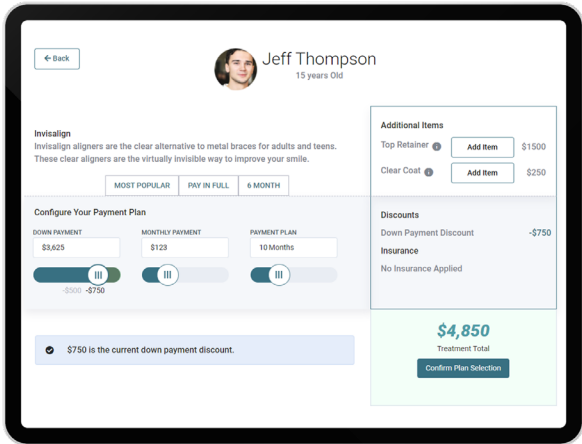 Back
Jeff Thompson
15 years Old
Invisalign
Invisalign aligners are the clear alternative to metal braces for adults and teens.
These clear aligners are the virtually invisible way to improve your smile.
MOST POPULAR PAY IN FULL 6 MONTH
Configure Your Payment Plan
DOWN PAYMENT MONTHLY PAYMENT PAYMENT PLAN
$3,625 $123 10 Months
-$500 -$750
$750 is the current down payment discount.
Additional Items
Top Retainer Add Item $1500
Clear Coat Add Item $250
Discounts
Down Payment Discount -$750
Insurance
No Insurance Applied
$4,850
Treatment Total
Confirm Plan Selection